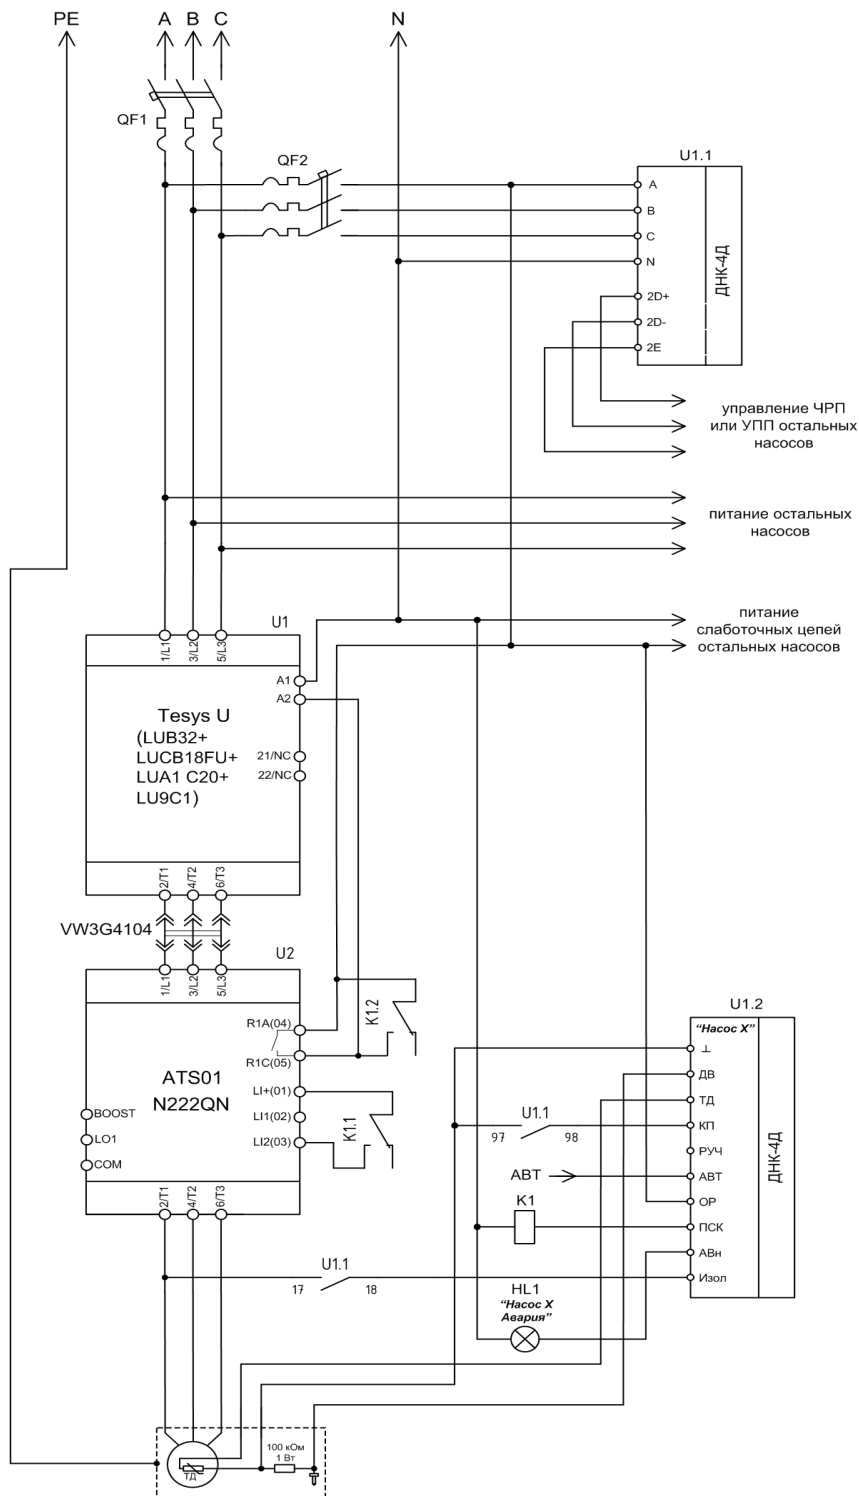 PE
A
B
C
N
QF1
QF2
U1.1
A
B
C
N
2D+
2D-
2E
ДНК-4Д
управление ЧРП
или УПП остальных
насосов
питание остальных
насосов
питание
слаботочных цепей
остальных насосов
U1
1/L1
3/L2
5/L3
A1
A2
Tesys U
(LUB32+
LUCB18FU+
LUA1 C20+
LU9C1)
21/NC
22/NC
2/T1
4/T2
6/T3
VW3G4104
U2
1/L1
3/L2
5/L3
R1A(04)
R1C(05)
K1.2
ATS01
N222QN
LI+(01)
LI1(02)
LI2(03)
K1.1
BOOST
LO1
COM
2/T1
4/T2
6/T3
U1.2
"Насос X"
⊥
ДВ
ТД
КП
РУЧ
АВТ
ОР
ПСК
АВн
Изол
ДНК-4Д
U1.1
97
98
АВТ
K1
U1.1
17
18
HL1
"Насос X
Авария"
100 кОм
1 Вт
ТД